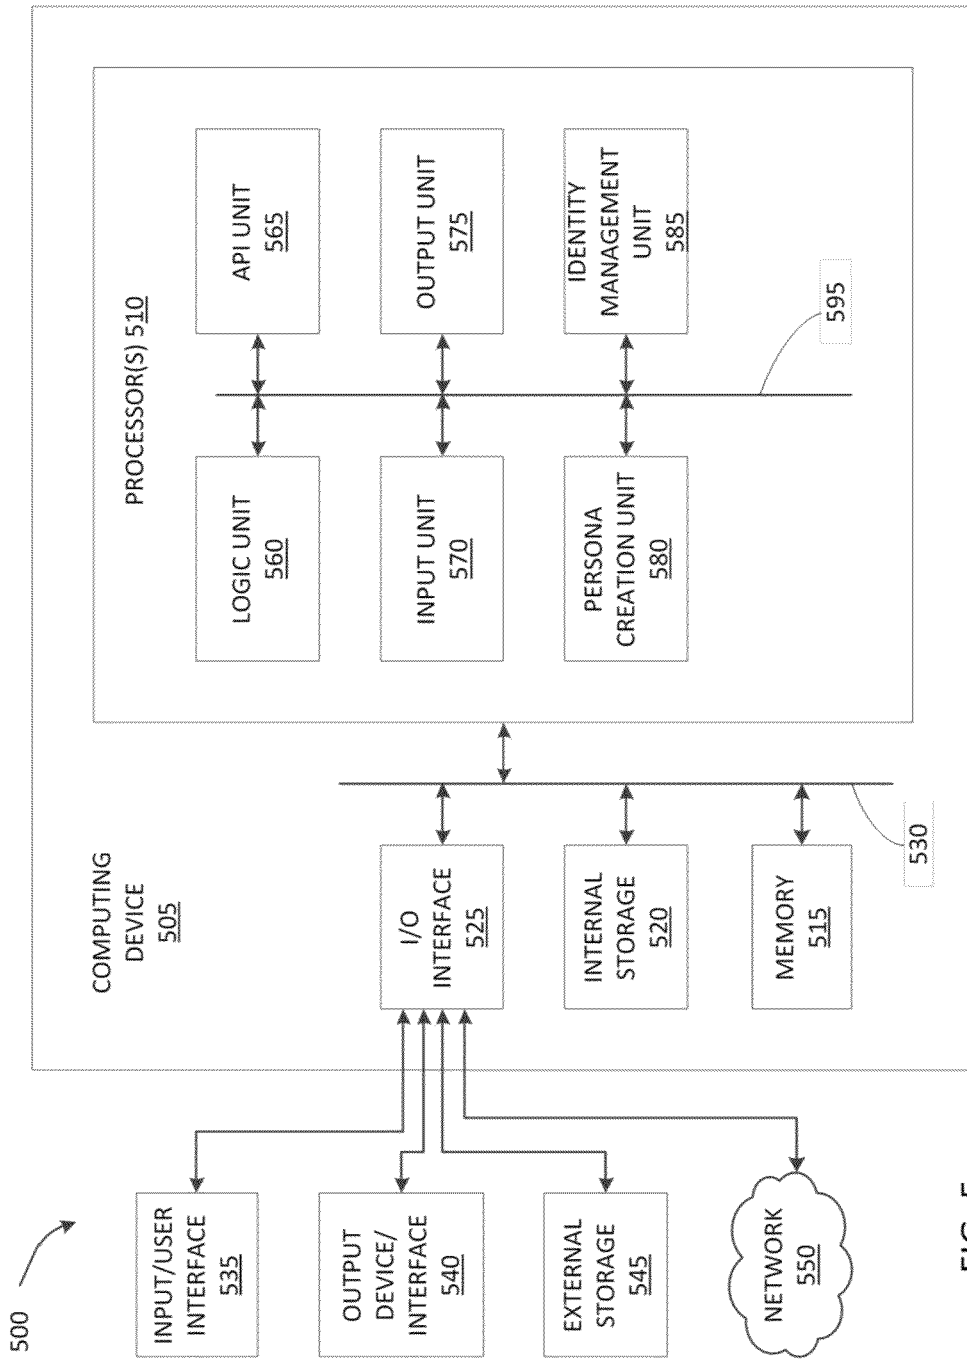 500
INPUT/USER
INTERFACE
535
OUTPUT
DEVICE/
INTERFACE
540
EXTERNAL
STORAGE
545
NETWORK
550
COMPUTING
DEVICE
505
I/O
INTERFACE
525
INTERNAL
STORAGE
520
MEMORY
515
530
PROCESSOR(S) 510
LOGIC UNIT
560
INPUT UNIT
570
PERSONA
CREATION UNIT
580
API UNIT
565
OUTPUT UNIT
575
IDENTITY
MANAGEMENT
UNIT
585
595